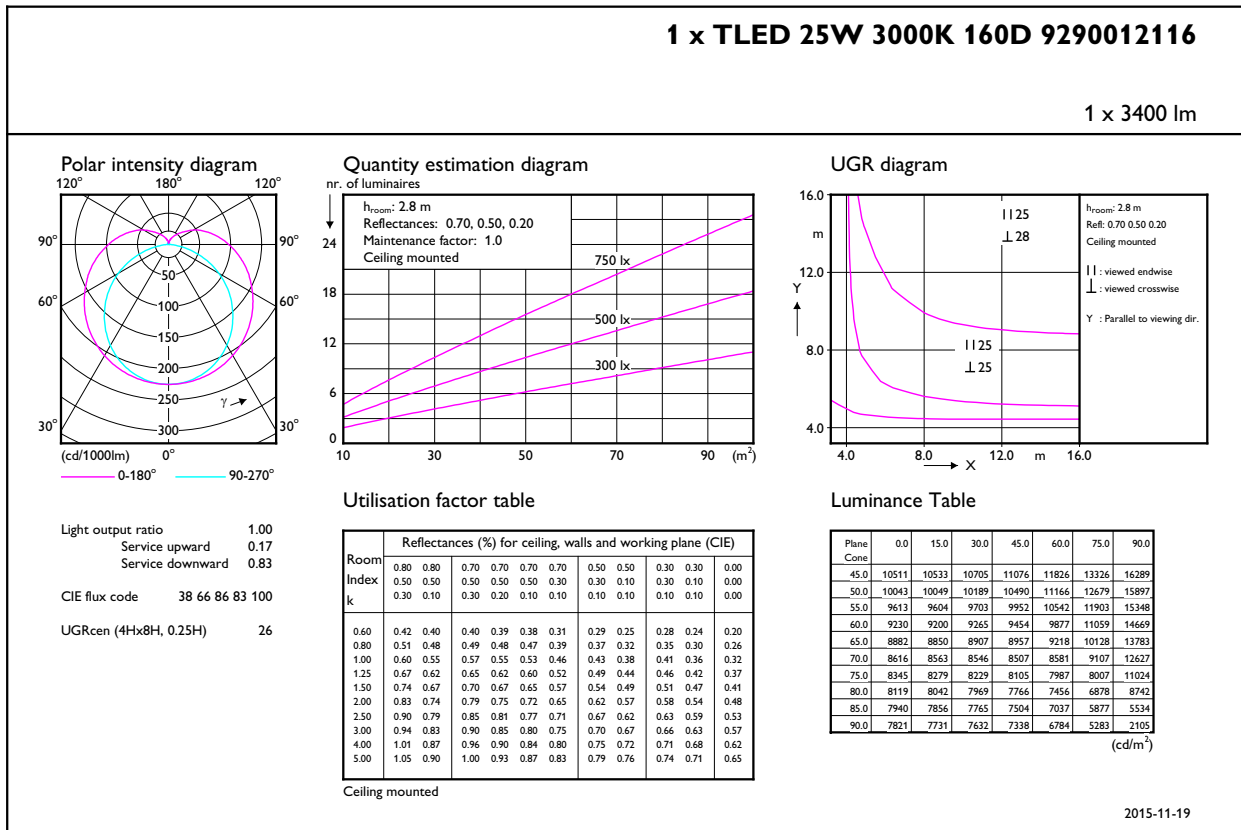 1 x TLED 25W 3000K 160D 9290012116
1 x 3400 lm
Polar intensity diagram
120° 180° 120°
90° 90°
60° 60°
30° 30°
50
100
150
200
250
300
γ
(cd/1000lm) 0°
0-180° 90-270°
Light output ratio 1.00
Service upward 0.17
Service downward 0.83
CIE flux code 38 66 86 83 100
UGRcen (4Hx8H, 0.25H) 26
Quantity estimation diagram
nr. of luminaires
hroom: 2.8 m
Reflectances: 0.70, 0.50, 0.20
Maintenance factor: 1.0
Ceiling mounted
24
18
12
6
0
750 lx
500 lx
300 lx
10 30 50 70 90 (m²)
UGR diagram
16.0
m
12.0
Y
8.0
4.0
4.0 8.0 12.0 m 16.0
X
||25
⊥28
||25
⊥25
hroom: 2.8 m
Refl: 0.70 0.50 0.20
Ceiling mounted
|| : viewed endwise
⊥ : viewed crosswise
Y : Parallel to viewing dir.
Utilisation factor table
Reflectances (%) for ceiling, walls and working plane (CIE)
Room
Index
k
0.80 0.80 0.70 0.70 0.70 0.70 0.50 0.50 0.30 0.30 0.00
0.50 0.50 0.50 0.50 0.50 0.30 0.30 0.10 0.30 0.10 0.00
0.30 0.10 0.30 0.20 0.10 0.10 0.10 0.10 0.10 0.10 0.00
0.60 0.42 0.40 0.40 0.39 0.38 0.31 0.29 0.25 0.28 0.24 0.20
0.80 0.51 0.48 0.49 0.48 0.47 0.39 0.37 0.32 0.35 0.30 0.26
1.00 0.60 0.55 0.57 0.55 0.53 0.46 0.43 0.38 0.41 0.36 0.32
1.25 0.67 0.62 0.65 0.62 0.60 0.52 0.49 0.44 0.46 0.42 0.37
1.50 0.74 0.67 0.70 0.67 0.65 0.57 0.54 0.49 0.51 0.47 0.41
2.00 0.83 0.74 0.79 0.75 0.72 0.65 0.62 0.57 0.58 0.54 0.48
2.50 0.90 0.79 0.85 0.81 0.77 0.71 0.67 0.62 0.63 0.59 0.53
3.00 0.94 0.83 0.90 0.85 0.80 0.75 0.70 0.67 0.66 0.63 0.57
4.00 1.01 0.87 0.96 0.90 0.84 0.80 0.75 0.72 0.71 0.68 0.62
5.00 1.05 0.90 1.00 0.93 0.87 0.83 0.79 0.76 0.74 0.71 0.65
Ceiling mounted
Luminance Table
Plane 0.0 15.0 30.0 45.0 60.0 75.0 90.0
Cone
45.0 10511 10533 10705 11076 11826 13326 16289
50.0 10043 10049 10189 10490 11166 12679 15897
55.0 9613 9604 9703 9952 10542 11903 15348
60.0 9230 9200 9265 9454 9877 11059 14669
65.0 8882 8850 8907 8957 9218 10128 13783
70.0 8616 8563 8546 8507 8581 9107 12627
75.0 8345 8279 8229 8105 7987 8007 11024
80.0 8119 8042 7969 7766 7456 6878 8742
85.0 7940 7856 7765 7504 7037 5877 5534
90.0 7821 7731 7632 7338 6784 5283 2105
(cd/m²)
2015-11-19